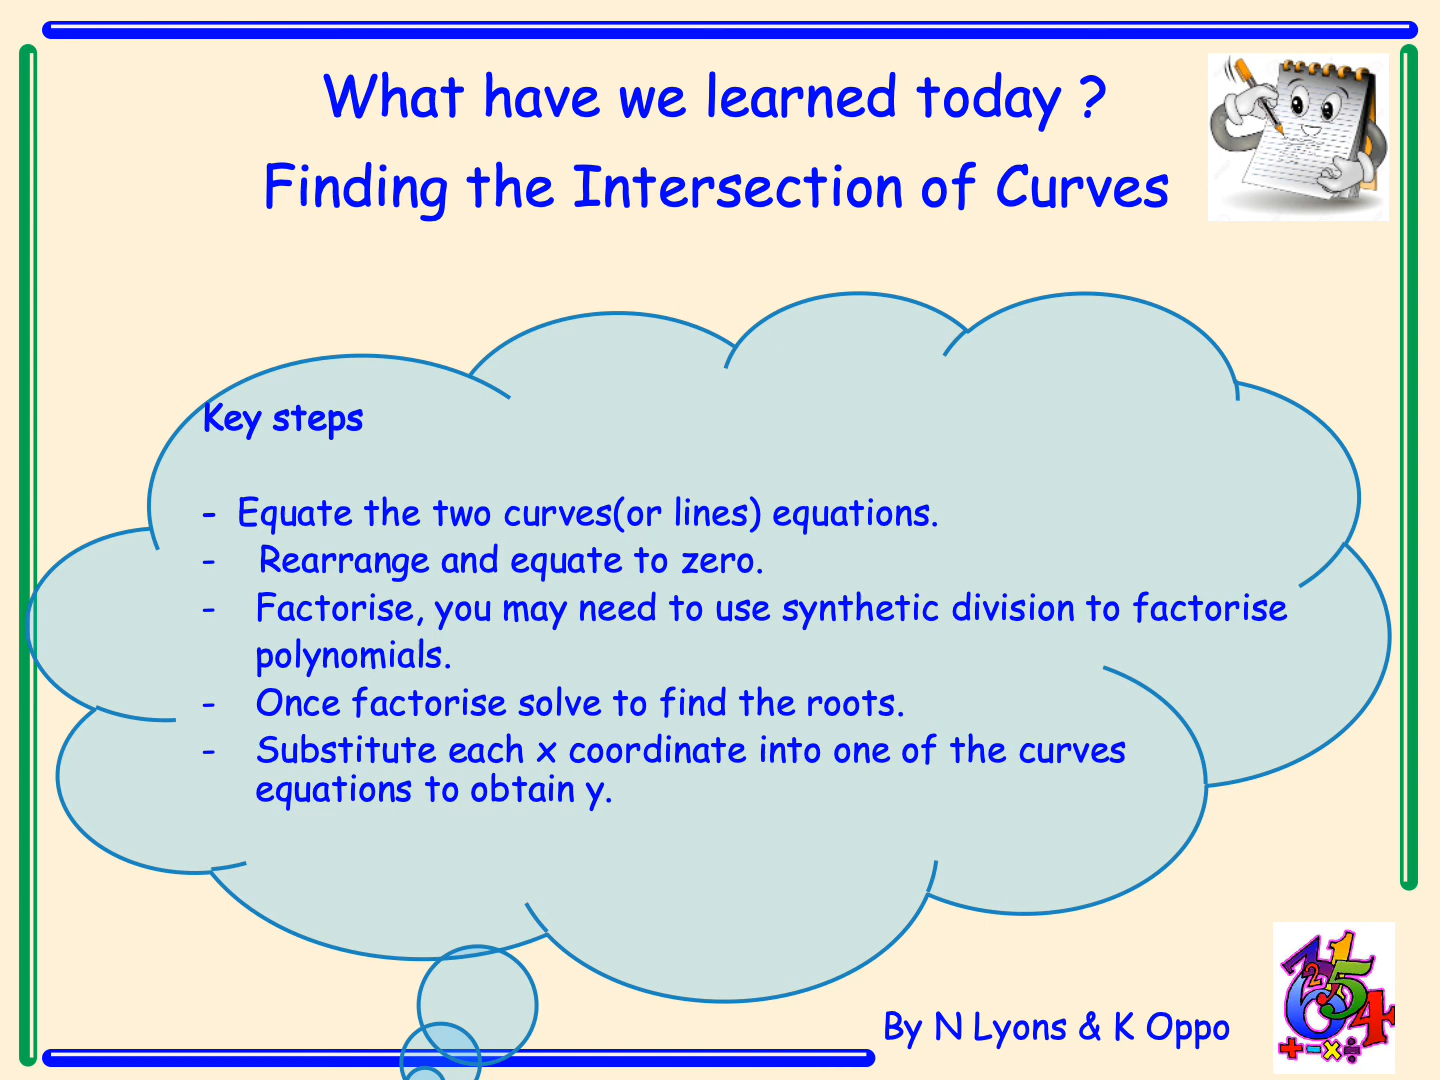 What have we learned today ?
Finding the Intersection of Curves
Key steps
- Equate the two curves(or lines) equations.
- Rearrange and equate to zero.
- Factorise, you may need to use synthetic division to factorise
polynomials.
- Once factorise solve to find the roots.
- Substitute each x coordinate into one of the curves
equations to obtain y.
By N Lyons & K Oppo